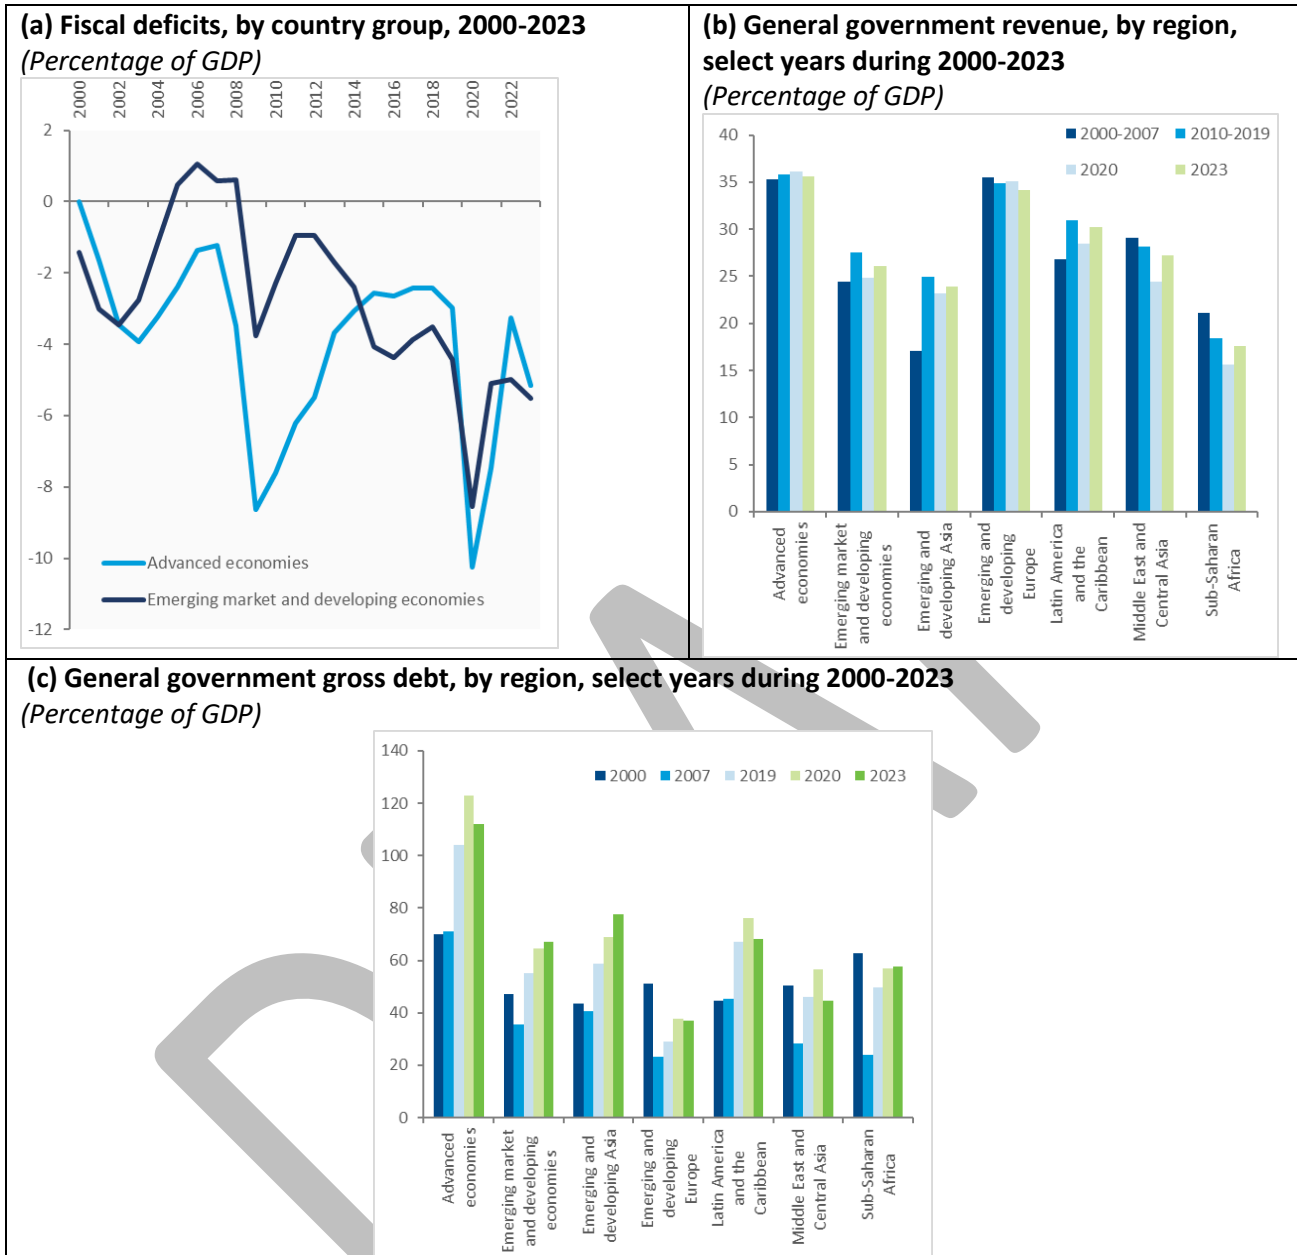 (a) Fiscal deficits, by country group, 2000-2023
(Percentage of GDP)
2000
2002
2004
2006
2008
2010
2012
2014
2016
2018
2020
2022
2
0
-2
-4
-6
-8
-10
-12
Advanced economies
Emerging market and developing economies
(b) General government revenue, by region,
select years during 2000-2023
(Percentage of GDP)
40
35
30
25
20
15
10
5
0
2000-2007
2010-2019
2020
2023
Advanced
economies
Emerging market
and developing
economies
Emerging and
developing Asia
Emerging and
developing
Europe
Latin America
and the
Caribbean
Middle East and
Central Asia
Sub-Saharan
Africa
(c) General government gross debt, by region, select years during 2000-2023
(Percentage of GDP)
140
120
100
80
60
40
20
0
2000
2007
2019
2020
2023
Advanced
economies
Emerging market
and developing
economies
Emerging and
developing Asia
Emerging and
developing
Europe
Latin America
and the
Caribbean
Middle East and
Central Asia
Sub-Saharan
Africa